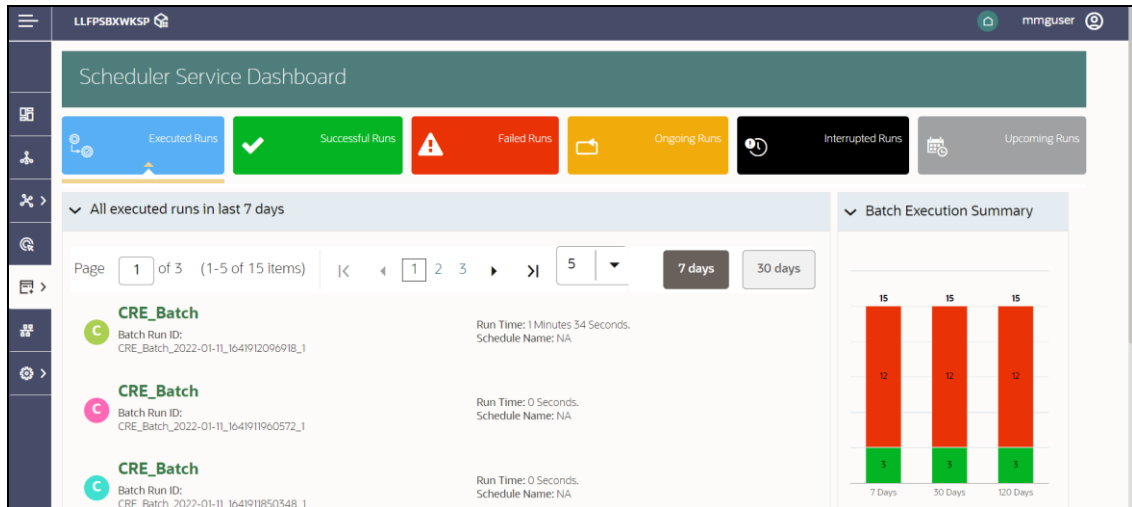 LLFPSBXWKSP
mmguser
Scheduler Service Dashboard
Executed Runs
Successful Runs
Failed Runs
Ongoing Runs
Interrupted Runs
Upcoming Runs
All executed runs in last 7 days
Page 1 of 3 (1-5 of 15 items) 1 2 3 5 7 days 30 days
C
CRE_Batch
Batch Run ID:
CRE_Batch_2022-01-11_1641912096918_1
Run Time: 1 Minutes 34 Seconds.
Schedule Name: NA
C
CRE_Batch
Batch Run ID:
CRE_Batch_2022-01-11_1641911960572_1
Run Time: 0 Seconds.
Schedule Name: NA
C
CRE_Batch
Batch Run ID:
CRE_Batch_2022-01-11_1641911850348_1
Run Time: 0 Seconds.
Schedule Name: NA
Batch Execution Summary
15 15 15
12 12 12
3 3 3
7 Days 30 Days 120 Days